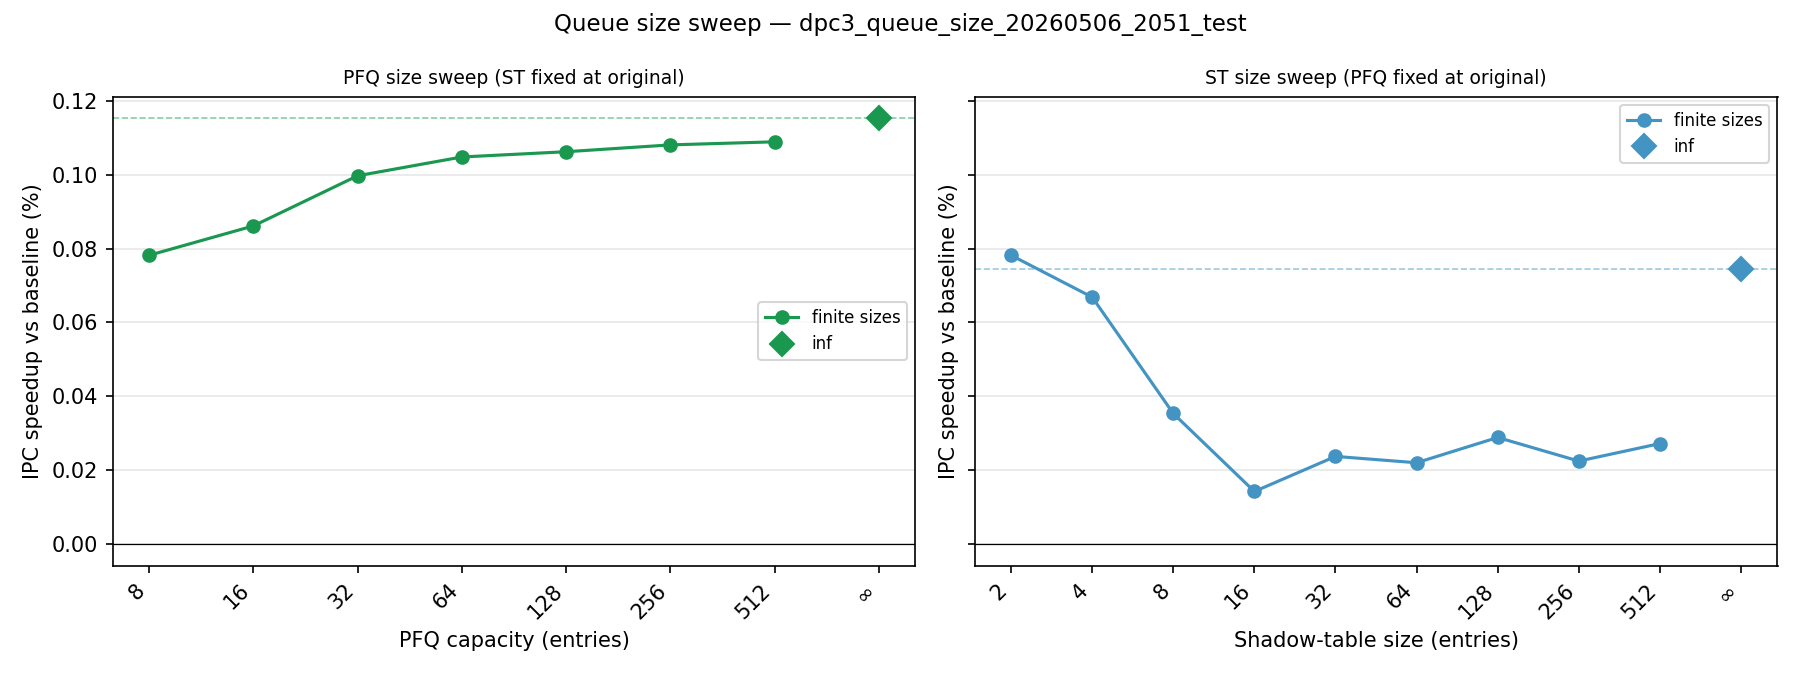 Queue size sweep — dpc3_queue_size_20260506_2051_test
PFQ size sweep (ST fixed at original)
IPC speedup vs baseline (%)
0.12
0.10
0.08
0.06
0.04
0.02
0.00
finite sizes
inf
8
16
32
64
128
256
512
∞
PFQ capacity (entries)
ST size sweep (PFQ fixed at original)
IPC speedup vs baseline (%)
finite sizes
inf
2
4
8
16
32
64
128
256
512
∞
Shadow-table size (entries)